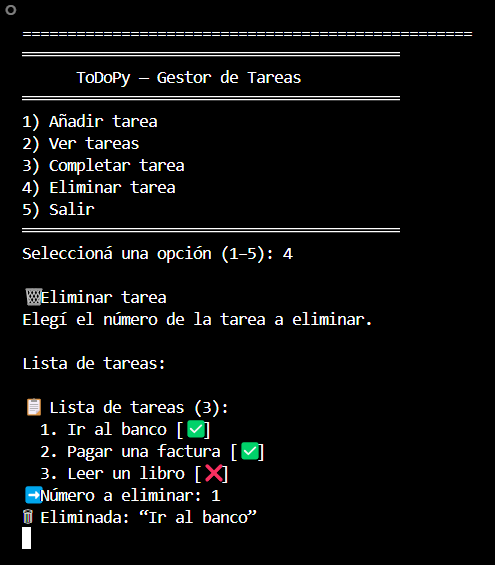 ==================================================
══════════════════════════════════════════
ToDoPy — Gestor de Tareas
══════════════════════════════════════════
1) Añadir tarea
2) Ver tareas
3) Completar tarea
4) Eliminar tarea
5) Salir
══════════════════════════════════════════
Seleccioná una opción (1–5): 4
🗑️Eliminar tarea
Elegí el número de la tarea a eliminar.
Lista de tareas:
📋 Lista de tareas (3):
1. Ir al banco [✅]
2. Pagar una factura [✅]
3. Leer un libro [❌]
➡️Número a eliminar: 1
🗑️Eliminada: “Ir al banco”